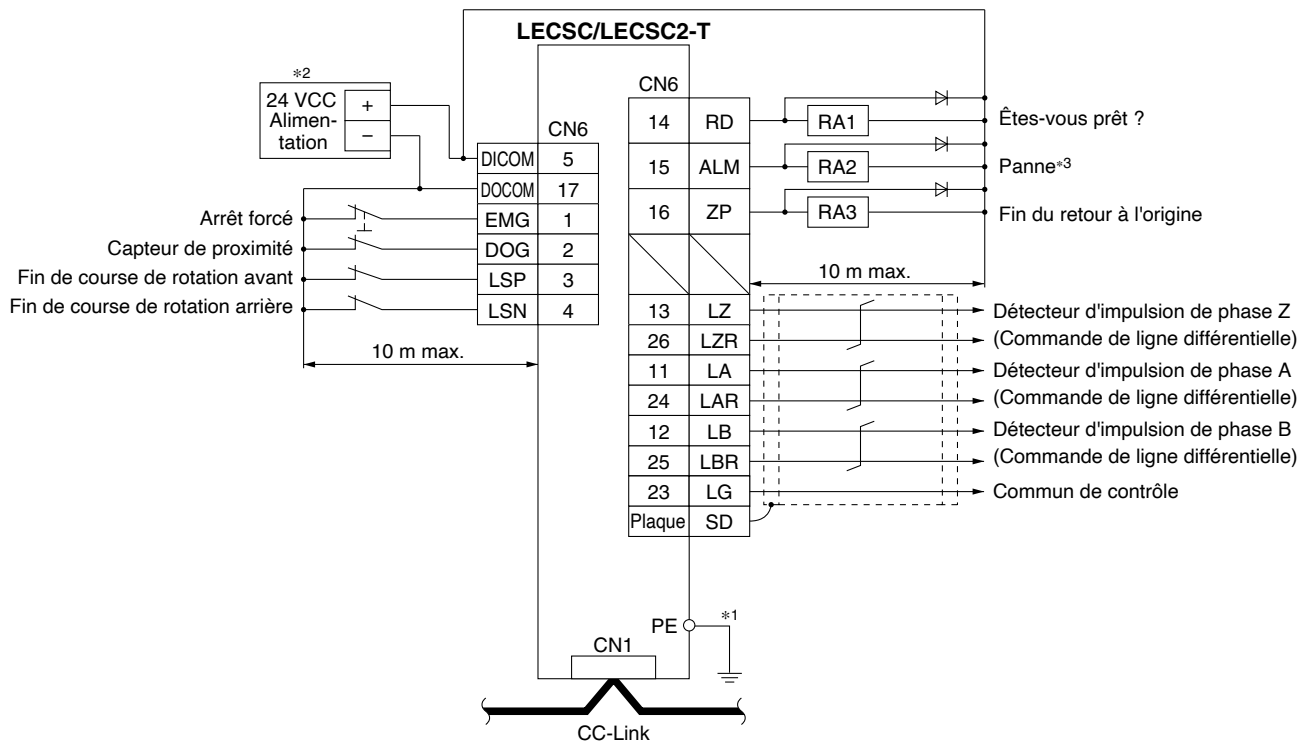 LECSC/LECSC2-T
*2
24 VCC
Alimen-
tation
+
−
CN6
DICOM 5
DOCOM 17
EMG 1
DOG 2
LSP 3
LSN 4
Arrêt forcé
Capteur de proximité
Fin de course de rotation avant
Fin de course de rotation arrière
10 m max.
CN6
14 RD RA1 Êtes-vous prêt ?
15 ALM RA2 Panne*3
16 ZP RA3 Fin du retour à l'origine
10 m max.
13 LZ Détecteur d'impulsion de phase Z
26 LZR (Commande de ligne différentielle)
11 LA Détecteur d'impulsion de phase A
24 LAR (Commande de ligne différentielle)
12 LB Détecteur d'impulsion de phase B
25 LBR (Commande de ligne différentielle)
23 LG Commun de contrôle
Plaque SD
PE *1
CN1
CC-Link